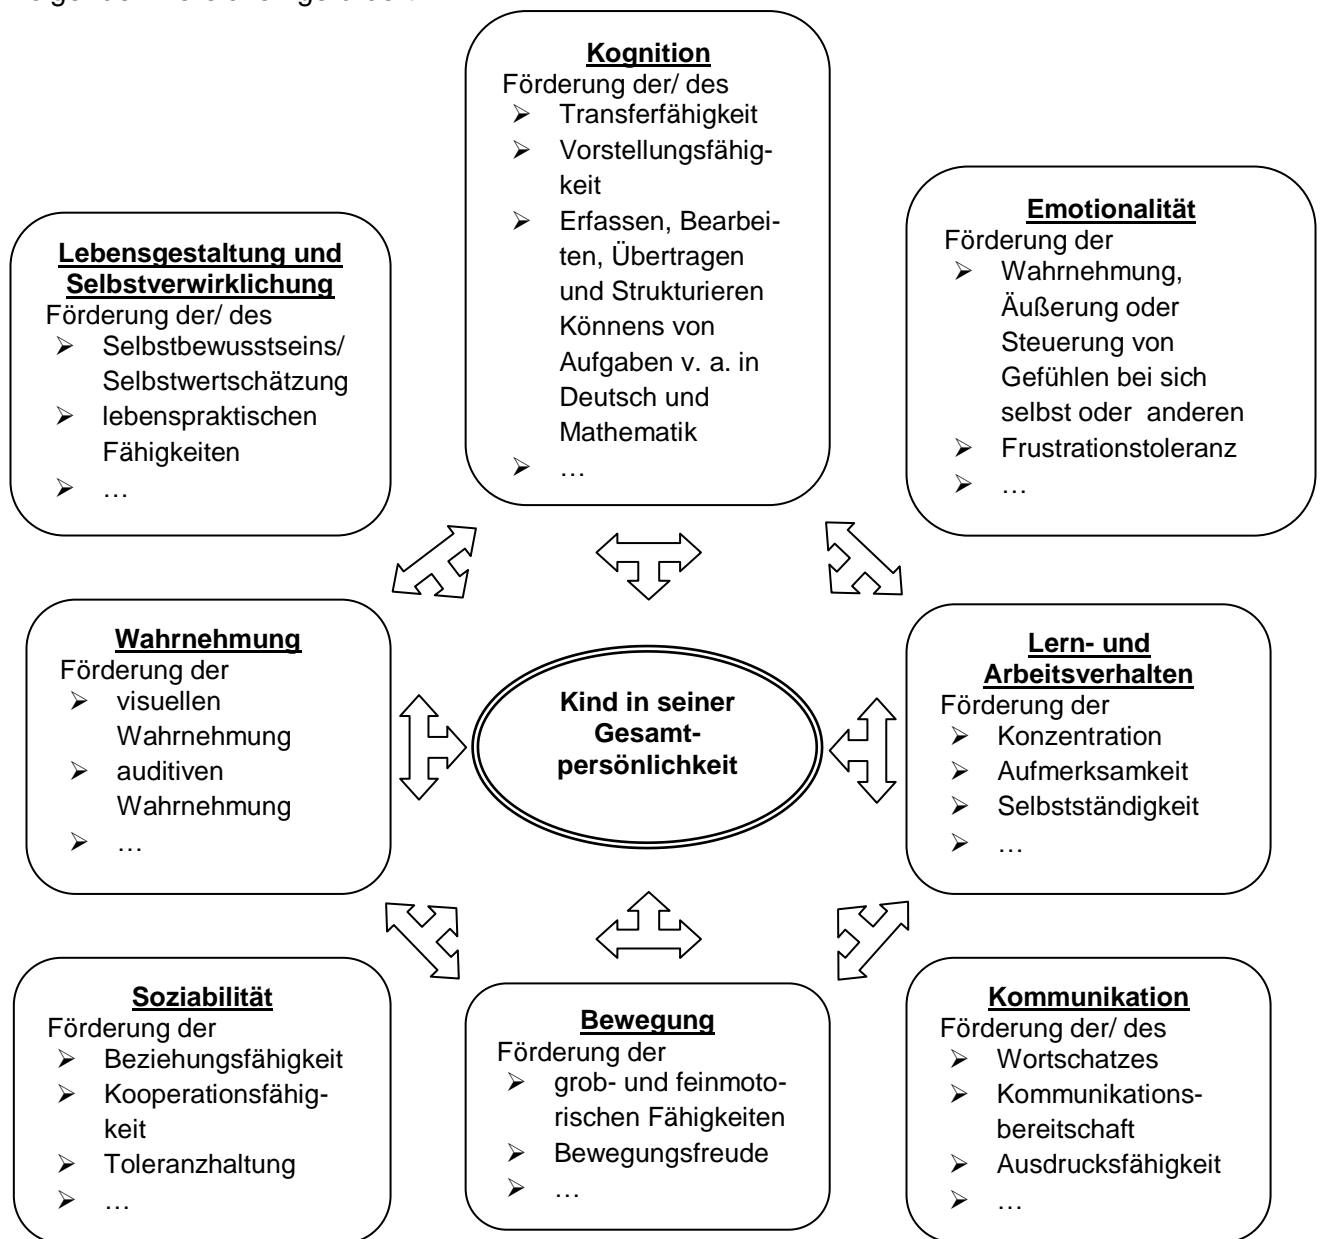 Kognition
Förderung der/ des
➢ Transferfähigkeit
➢ Vorstellungsfähig-
keit
➢ Erfassen, Bearbei-
ten, Übertragen
und Strukturieren
Könnens von
Aufgaben v. a. in
Deutsch und
Mathematik
➢ …
Lebensgestaltung und
Selbstverwirklichung
Förderung der/ des
➢ Selbstbewusstseins/
Selbstwertschätzung
➢ lebenspraktischen
Fähigkeiten
➢ …
Emotionalität
Förderung der
➢ Wahrnehmung,
Äußerung oder
Steuerung von
Gefühlen bei sich
selbst oder anderen
➢ Frustrationstoleranz
➢ …
Wahrnehmung
Förderung der
➢ visuellen
Wahrnehmung
➢ auditiven
Wahrnehmung
➢ …
Kind in seiner
Gesamt-
persönlichkeit
Lern- und
Arbeitsverhalten
Förderung der
➢ Konzentration
➢ Aufmerksamkeit
➢ Selbstständigkeit
➢ …
Soziabilität
Förderung der
➢ Beziehungsfähigkeit
➢ Kooperationsfähig-
keit
➢ Toleranzhaltung
➢ …
Bewegung
Förderung der
➢ grob- und feinmoto-
rischen Fähigkeiten
➢ Bewegungsfreude
➢ …
Kommunikation
Förderung der/ des
➢ Wortschatzes
➢ Kommunikations-
bereitschaft
➢ Ausdrucksfähigkeit
➢ …